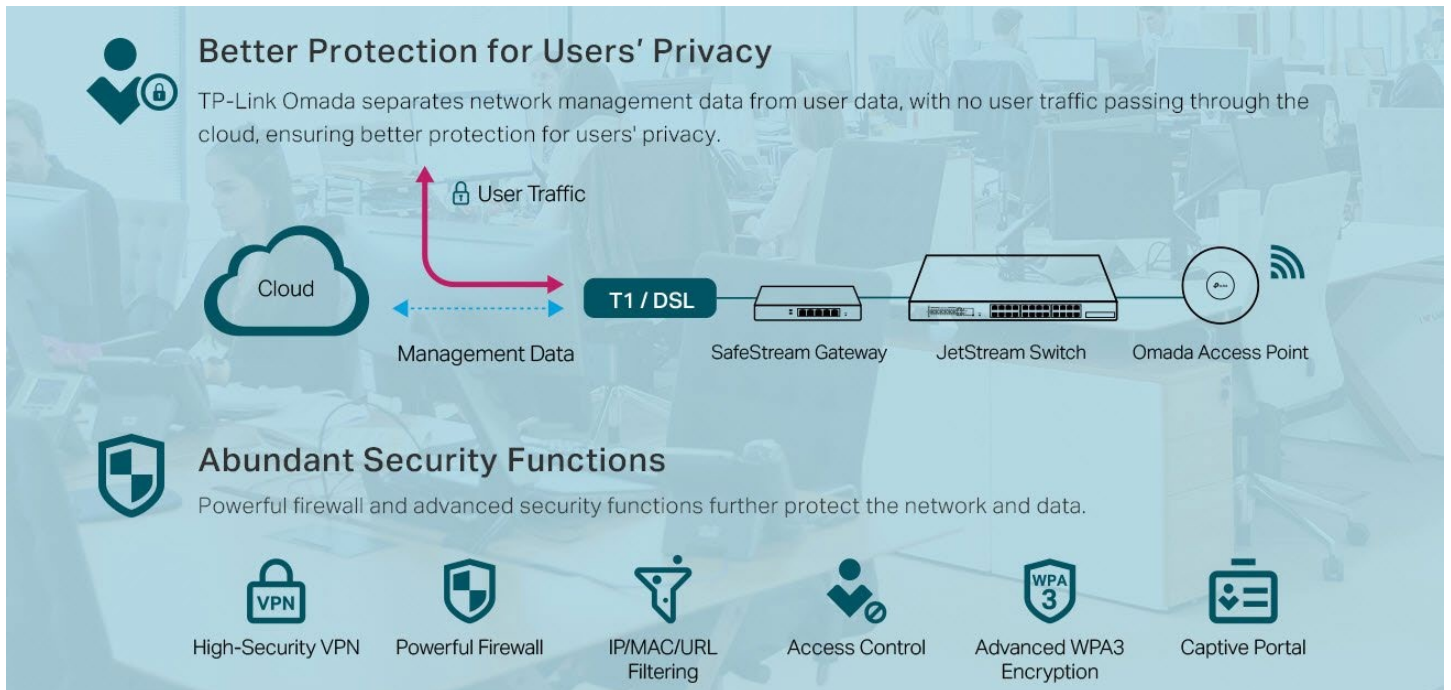 Better Protection for Users' Privacy
TP-Link Omada separates network management data from user data, with no user traffic passing through the
cloud, ensuring better protection for users' privacy.
User Traffic
Cloud
T1 / DSL
Management Data
SafeStream Gateway
JetStream Switch
Omada Access Point
Abundant Security Functions
Powerful firewall and advanced security functions further protect the network and data.
VPN
WPA
3
High-Security VPN
Powerful Firewall
IP/MAC/URL
Filtering
Access Control
Advanced WPA3
Encryption
Captive Portal